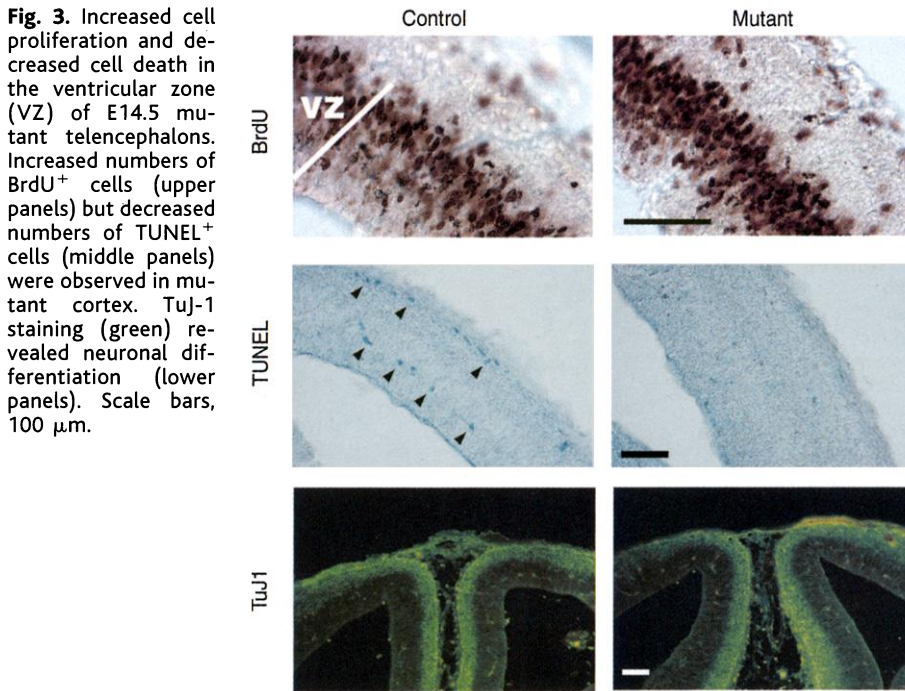 Fig. 3. Increased cell
proliferation and de-
creased cell death in
the ventricular zone
(VZ) of E14.5 mu-
tant telencephalons.
Increased numbers of
BrdU+ cells (upper
panels) but decreased
numbers of TUNEL+
cells (middle panels)
were observed in mu-
tant cortex. TuJ-1
staining (green) re-
vealed neuronal dif-
ferentiation (lower
panels). Scale bars,
100 μm.
Control
Mutant
BrdU
VZ
TUNEL
TuJ1